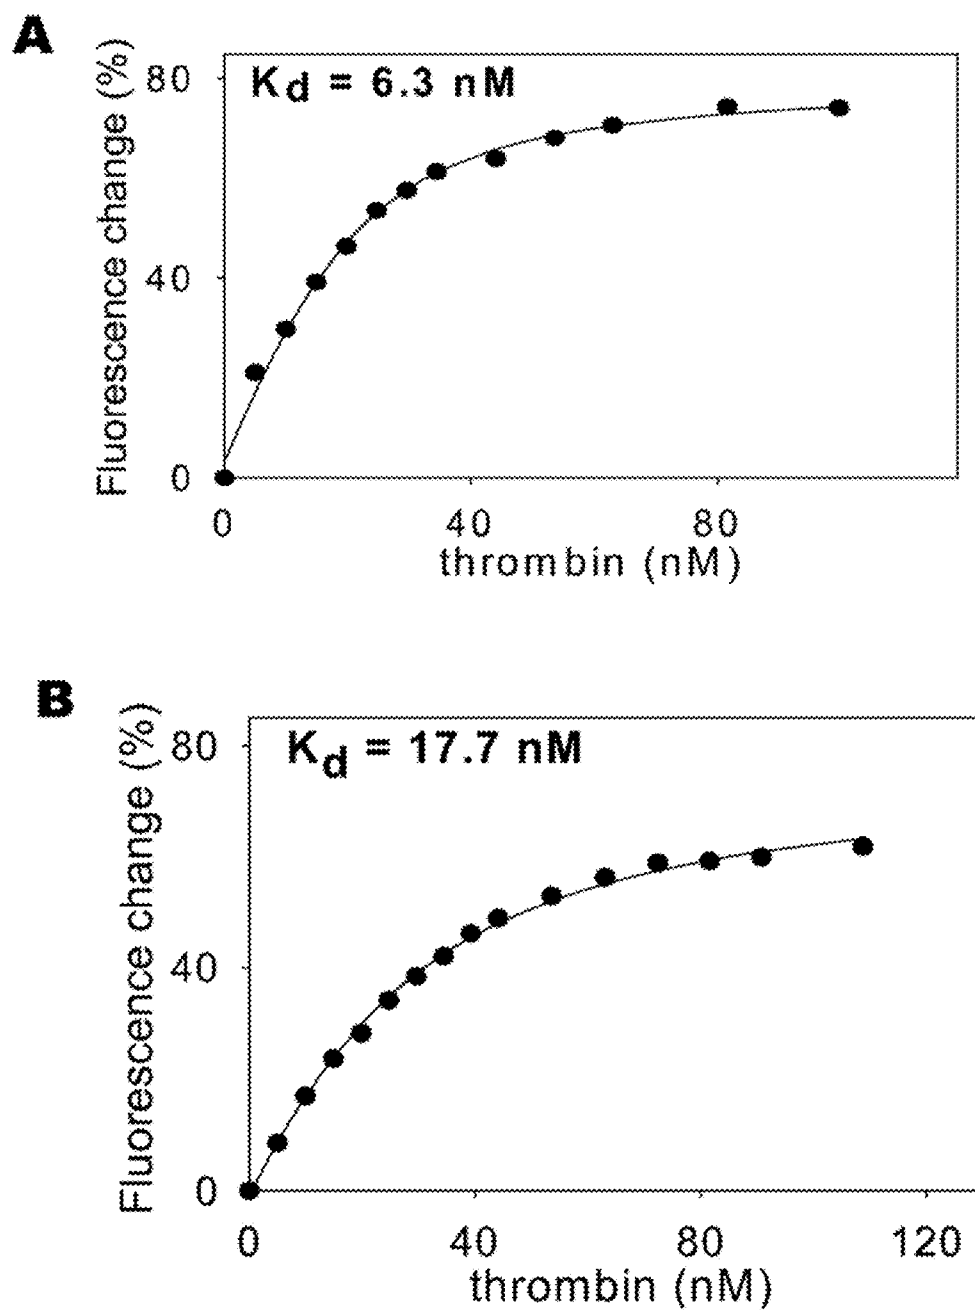 A
Fluorescence change (%)
80
40
0
Kd = 6.3 nM
0 40 80
thrombin (nM)
B
Fluorescence change (%)
80
40
0
Kd = 17.7 nM
0 40 80 120
thrombin (nM)